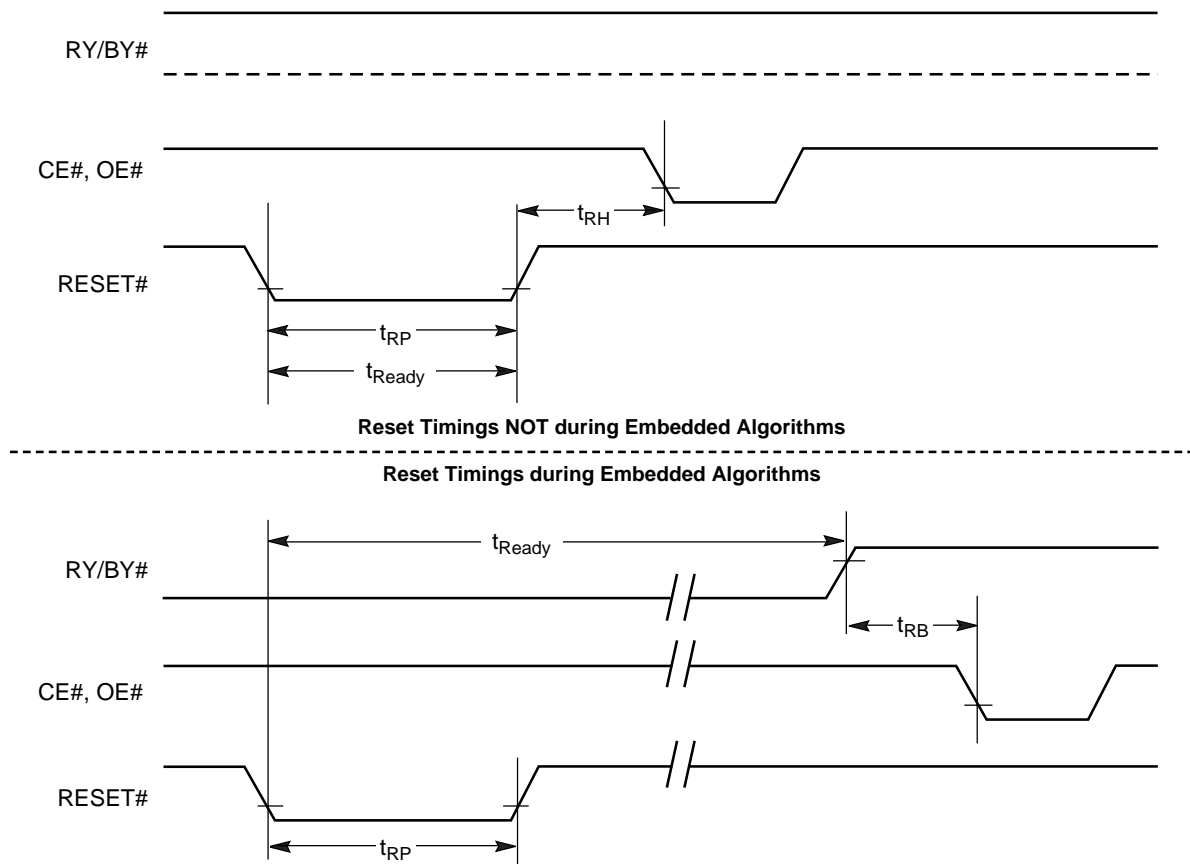 RY/BY#
CE#, OE#
tRH
RESET#
tRP
tReady
Reset Timings NOT during Embedded Algorithms
Reset Timings during Embedded Algorithms
tReady
RY/BY#
tRB
CE#, OE#
RESET#
tRP